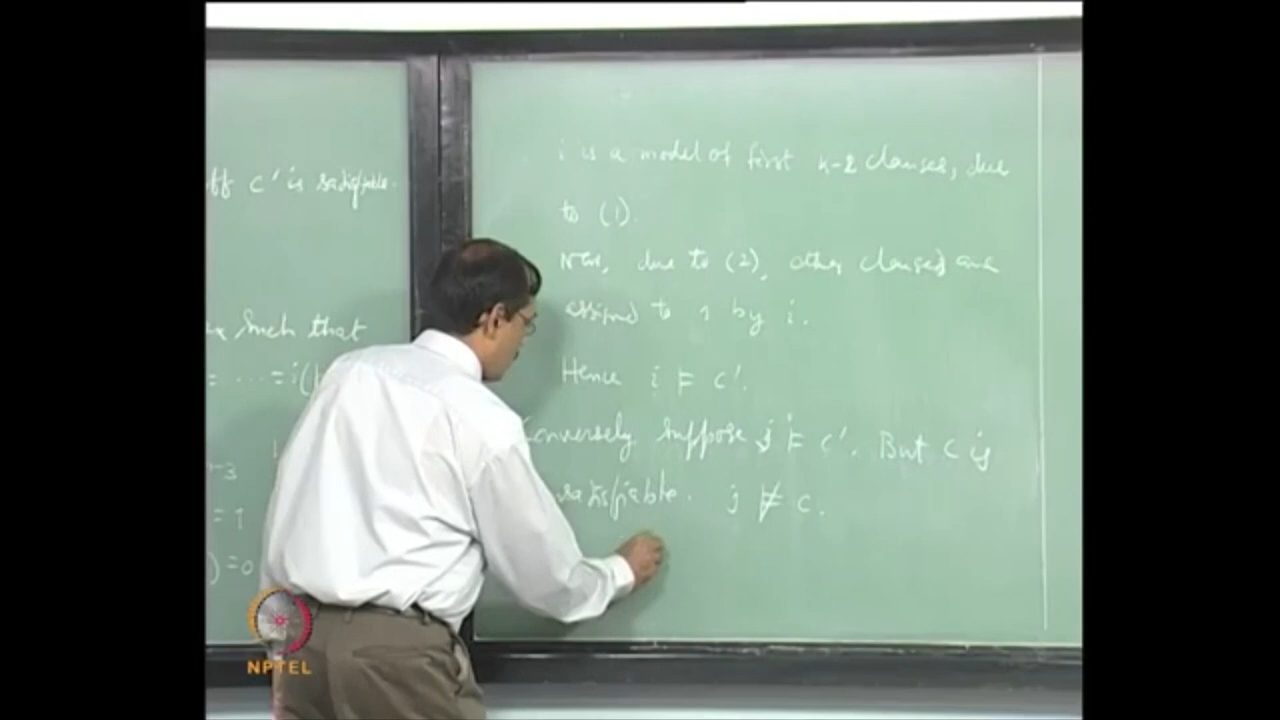 iff c' is satisfiable.
such that
= ... = i(
-3
= 1
) = 0
i is a model of first k-2 clauses, due
to (1).
Now, due to (2), other clauses are
assigned to 1 by i.
Hence i ⊨ c'.
Conversely suppose j ⊨ c'. But c is
satisfiable. j ⊭ c.
NPTEL